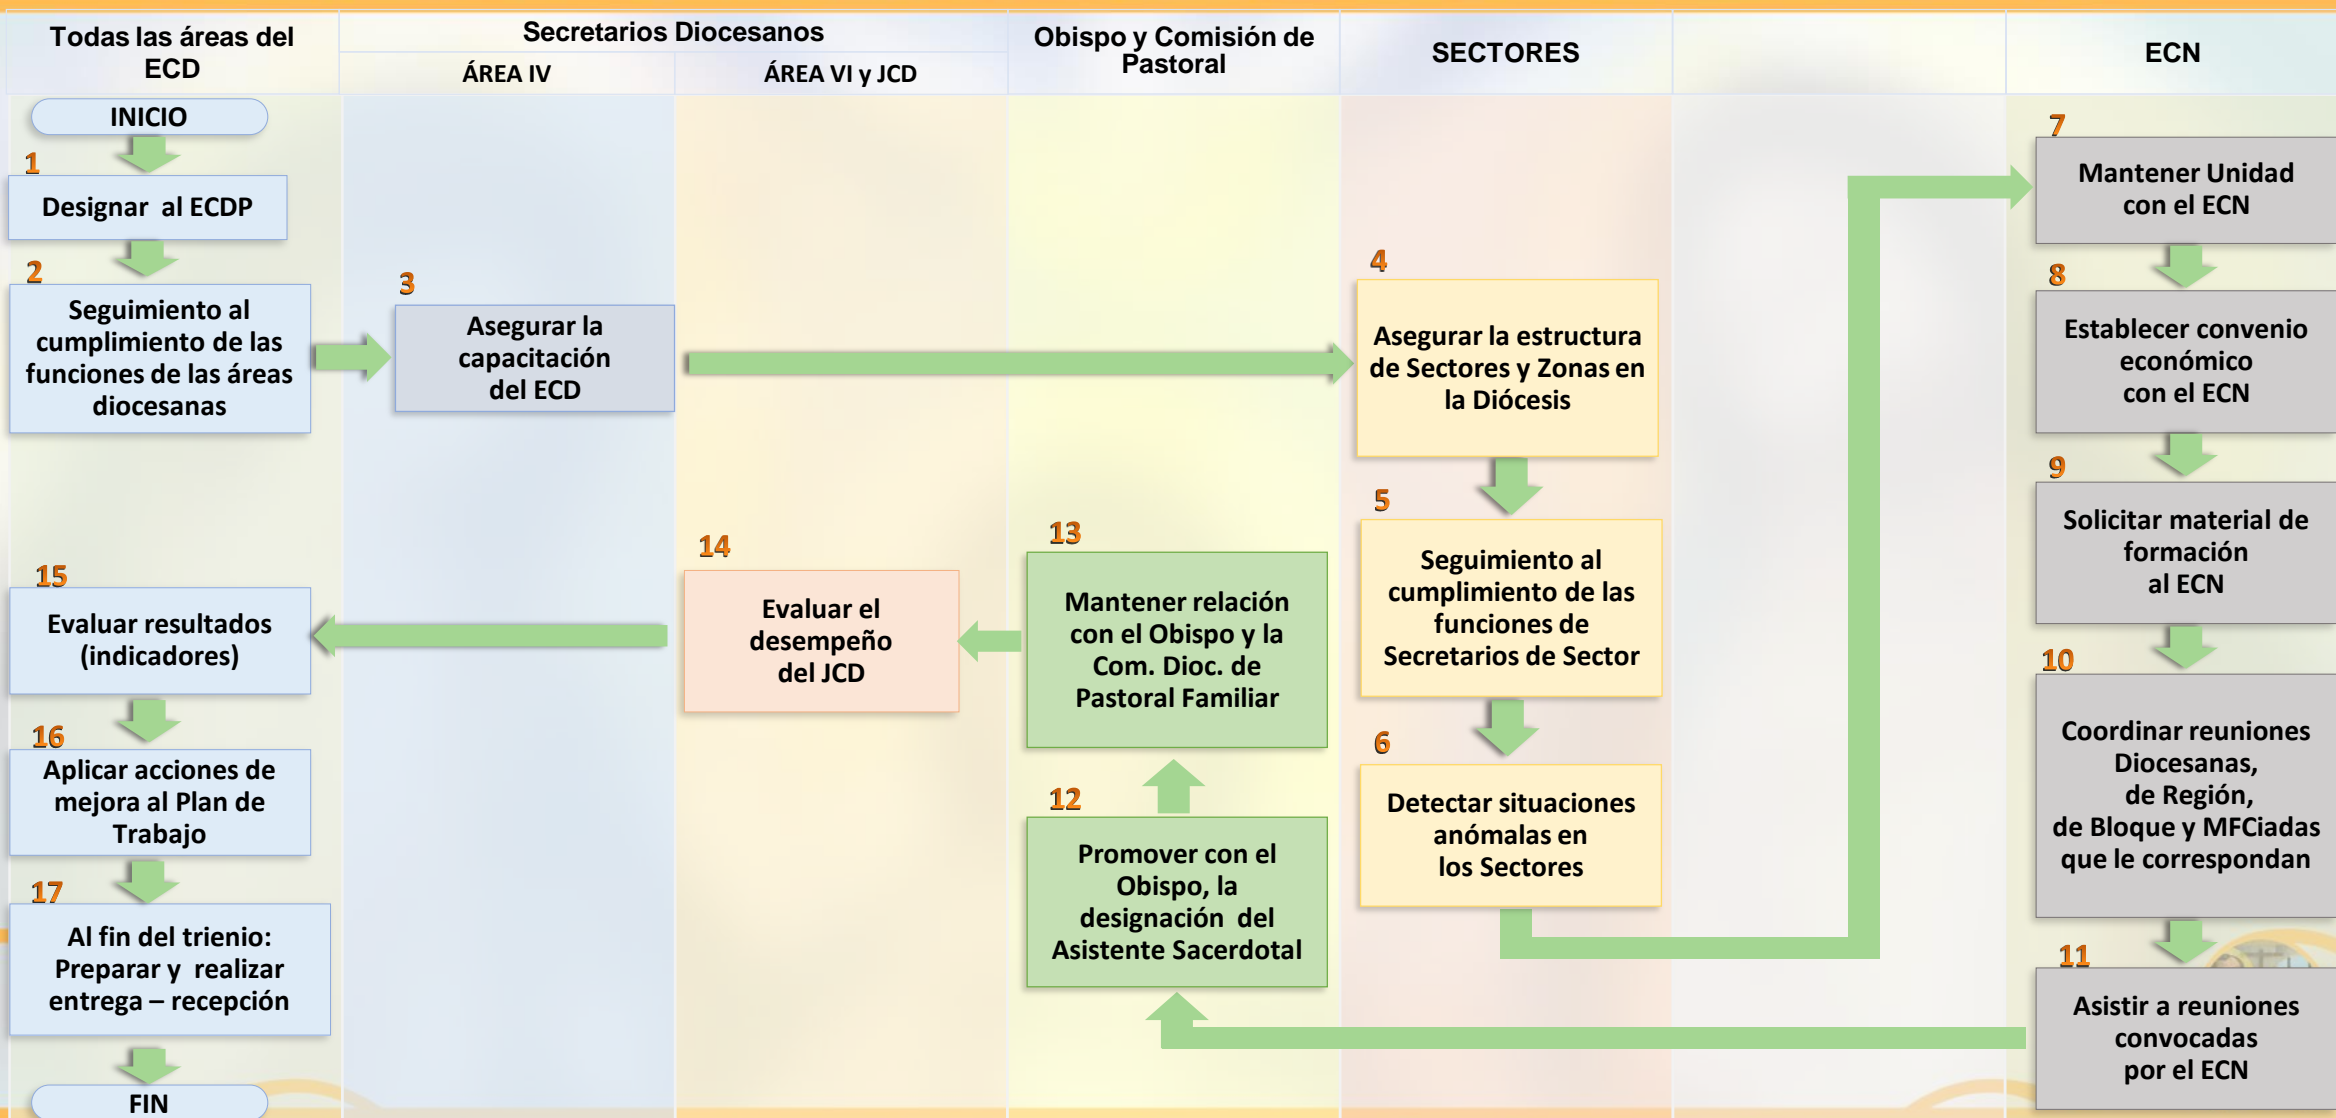 Todas las áreas del
ECD
Secretarios Diocesanos
ÁREA IV
ÁREA VI y JCD
Obispo y Comisión de
Pastoral
SECTORES
ECN
INICIO
1
Designar al ECDP
2
Seguimiento al
cumplimiento de las
funciones de las áreas
diocesanas
3
Asegurar la
capacitación
del ECD
4
Asegurar la estructura
de Sectores y Zonas en
la Diócesis
5
Seguimiento al
cumplimiento de las
funciones de
Secretarios de Sector
6
Detectar situaciones
anómalas en
los Sectores
7
Mantener Unidad
con el ECN
8
Establecer convenio
económico
con el ECN
9
Solicitar material de
formación
al ECN
10
Coordinar reuniones
Diocesanas,
de Región,
de Bloque y MFCiadas
que le correspondan
11
Asistir a reuniones
convocadas
por el ECN
12
Promover con el
Obispo, la
designación del
Asistente Sacerdotal
13
Mantener relación
con el Obispo y la
Com. Dioc. de
Pastoral Familiar
14
Evaluar el
desempeño
del JCD
15
Evaluar resultados
(indicadores)
16
Aplicar acciones de
mejora al Plan de
Trabajo
17
Al fin del trienio:
Preparar y realizar
entrega – recepción
FIN